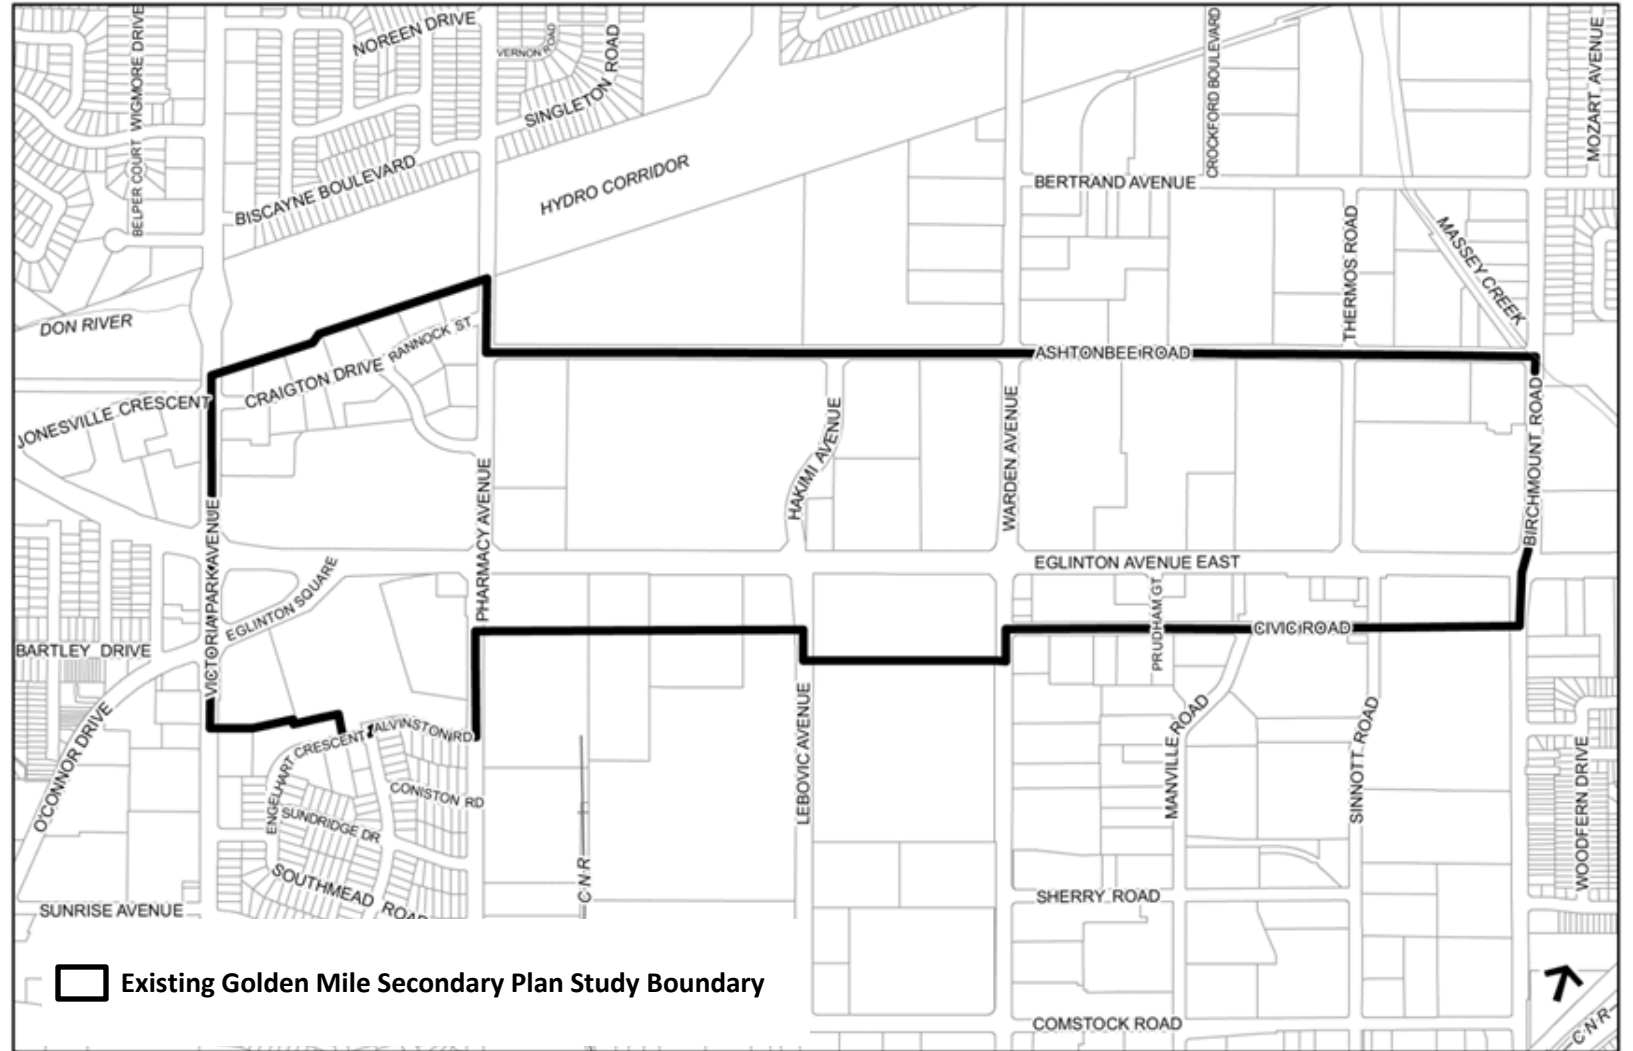 BELPER COURT
WIGMORE DRIVE
NOREEN DRIVE
VERNON ROAD
SINGLETON ROAD
CROCKFORD BOULEVARD
MOZART AVENUE
BISCAYNE BOULEVARD
HYDRO CORRIDOR
BERTRAND AVENUE
THERMOS ROAD
MASSEY CREEK
DON RIVER
RANNOCK ST
CRAIGTON DRIVE
JONESVILLE CRESCENT
ASHTONBEE ROAD
HAKIMI AVENUE
WARDEN AVENUE
BIRCHMOUNT ROAD
PHARMACY AVENUE
VICTORIA PARK AVENUE
EGLINTON SQUARE
EGLINTON AVENUE EAST
PRUDHAM GT
CIVIC ROAD
BARTLEY DRIVE
O'CONNOR DRIVE
ENGELHART CRESCENT
ALVINSTON RD
CONISTON RD
SUNDRIDGE DR
SOUTHMEAD ROAD
LEBOVIC AVENUE
MANVILLE ROAD
SINNOTT ROAD
WOODFERN DRIVE
C N R
SHERRY ROAD
SUNRISE AVENUE
Existing Golden Mile Secondary Plan Study Boundary
COMSTOCK ROAD
C N R